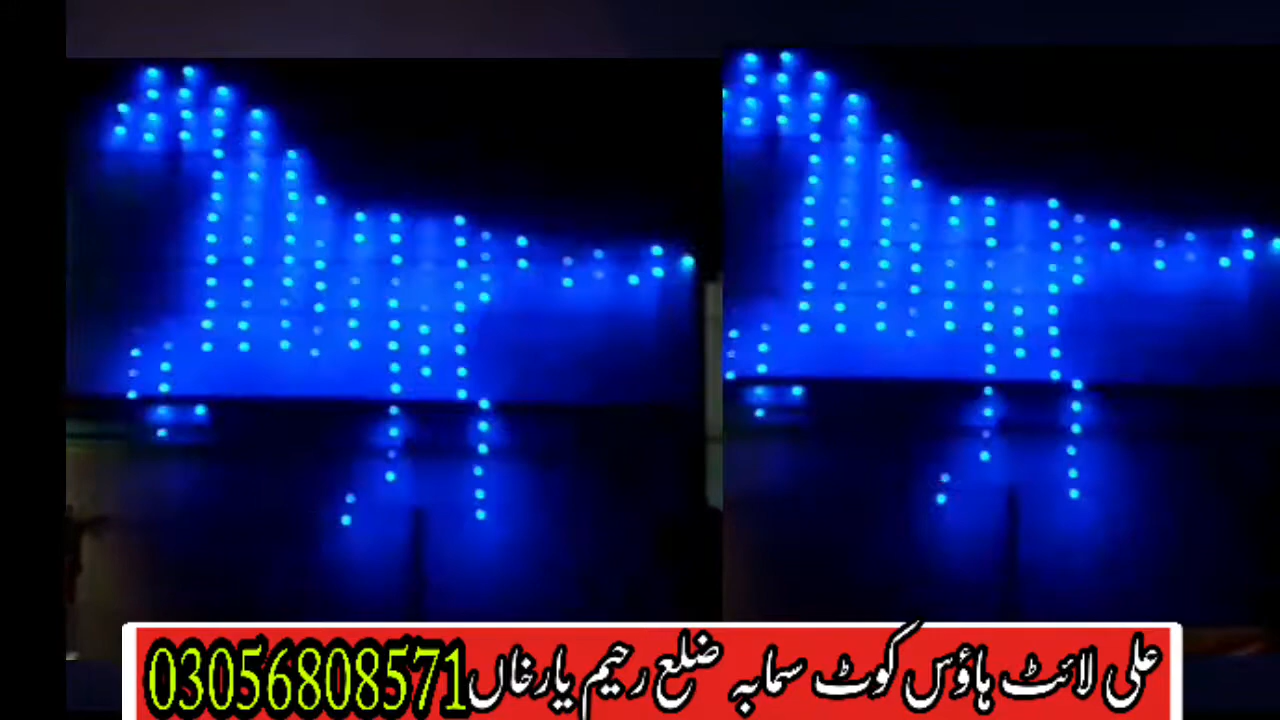 علی لائٹ ہاؤس کوٹ سمابہ ضلع رحیم یارخاں 03056808571